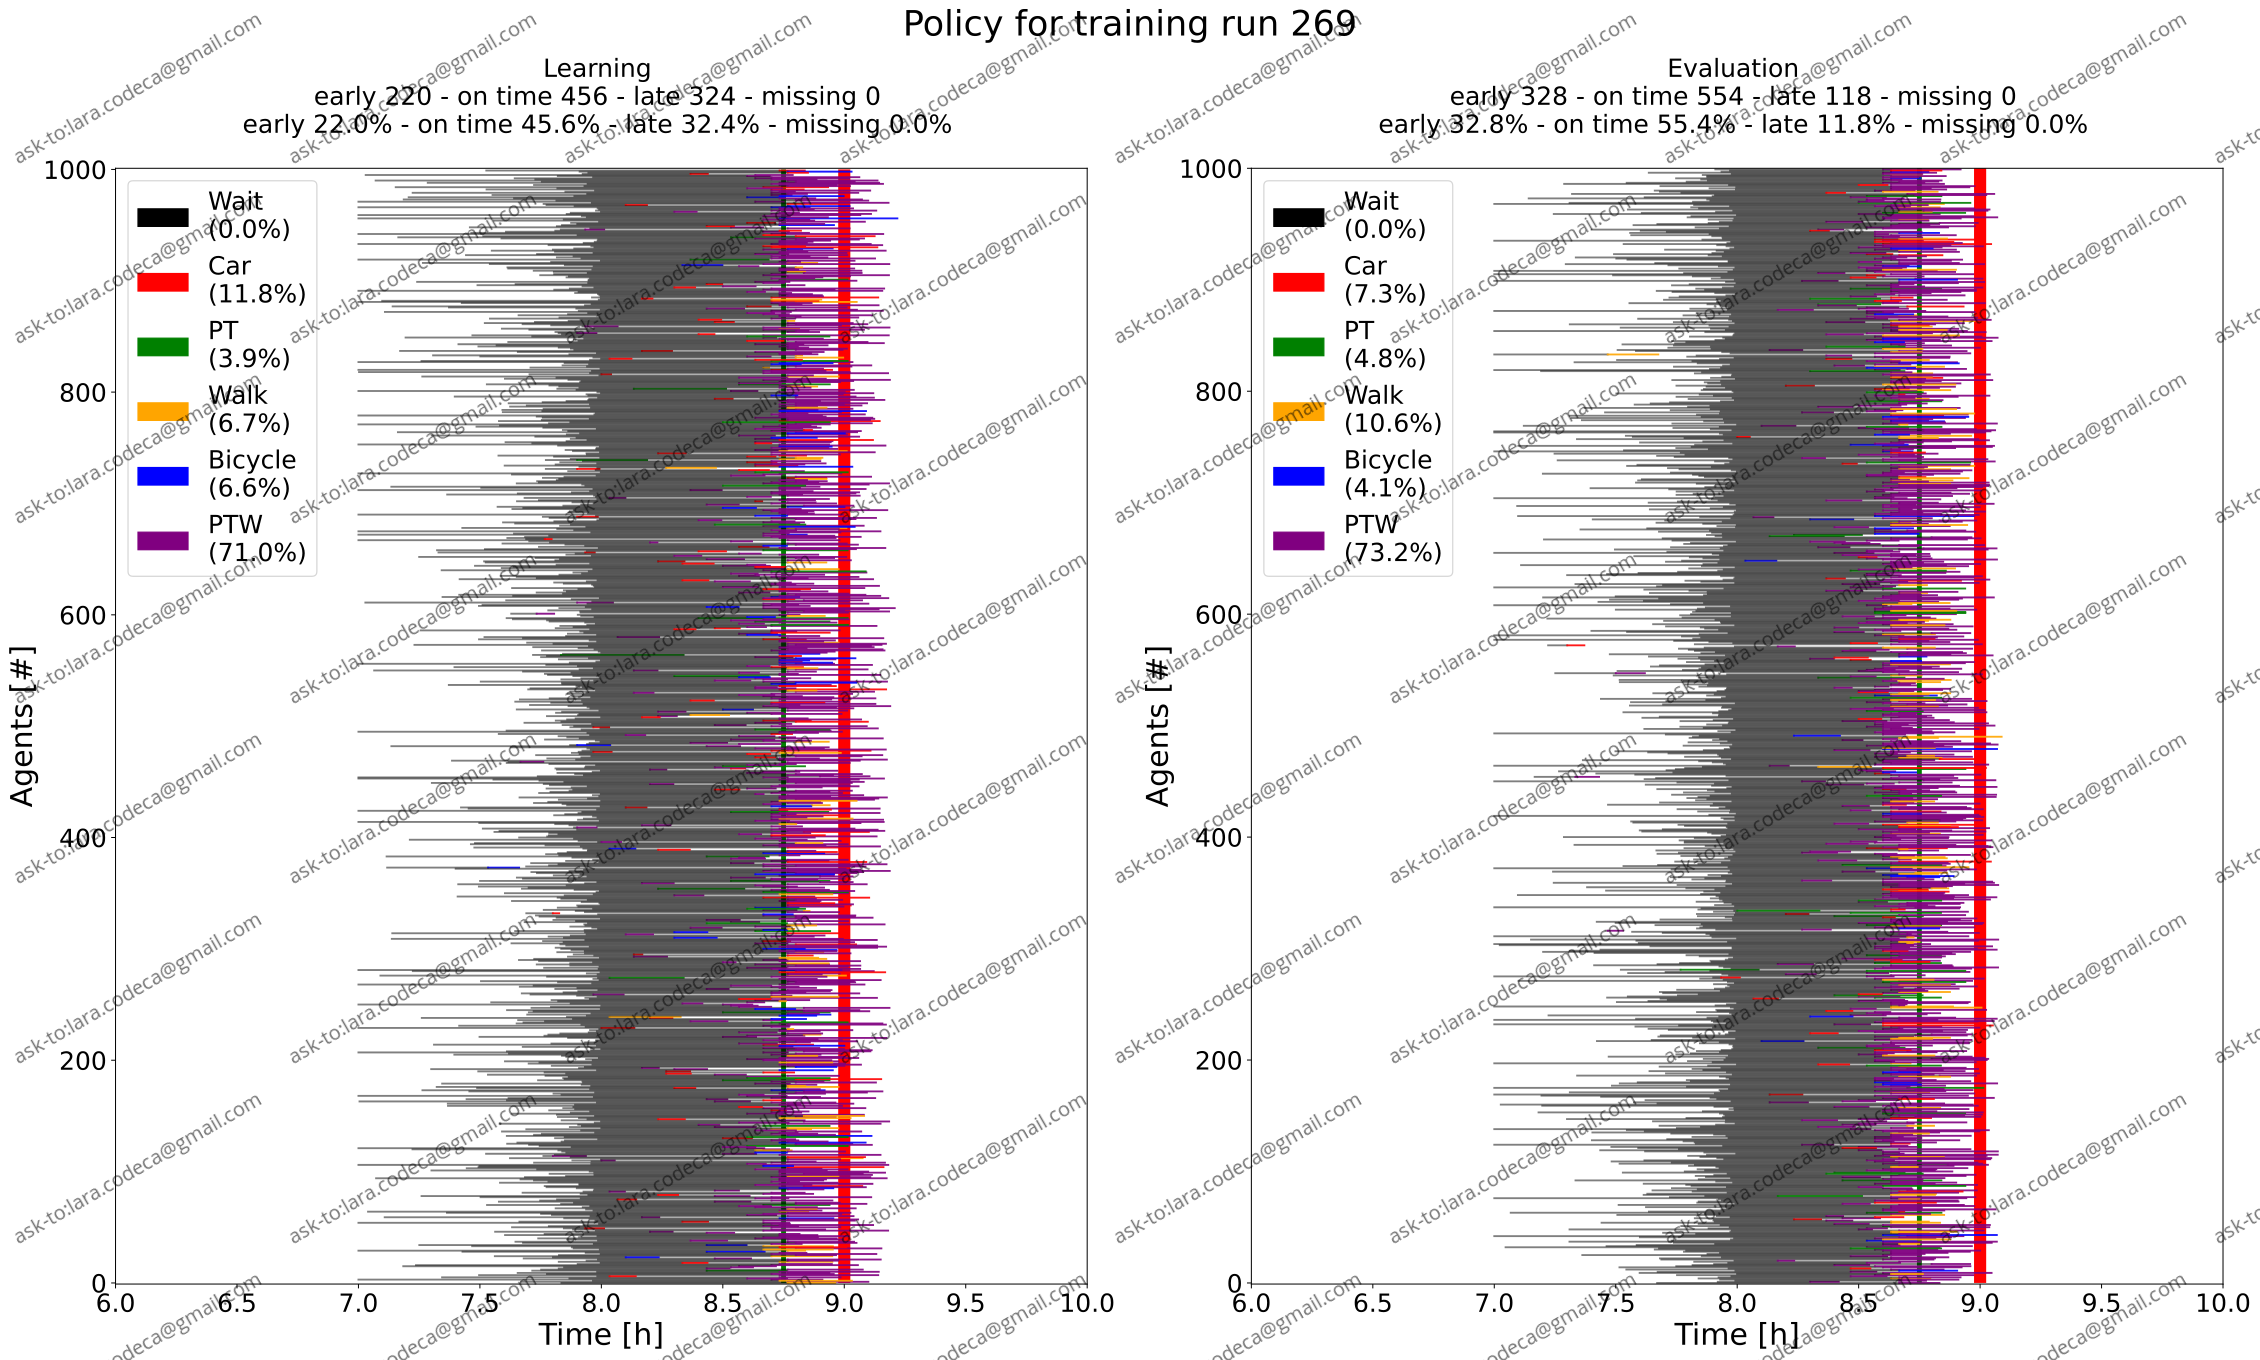 Policy for training run 269
Learning
early 220 - on time 456 - late 324 - missing 0
early 22.0% - on time 45.6% - late 32.4% - missing 0.0%
1000
800
600
400
200
0
Agents [#]
Wait
(0.0%)
Car
(11.8%)
PT
(3.9%)
Walk
(6.7%)
Bicycle
(6.6%)
PTW
(71.0%)
6.0 6.5 7.0 7.5 8.0 8.5 9.0 9.5 10.0
Time [h]
Evaluation
early 328 - on time 554 - late 118 - missing 0
early 32.8% - on time 55.4% - late 11.8% - missing 0.0%
1000
800
600
400
200
0
Agents [#]
Wait
(0.0%)
Car
(7.3%)
PT
(4.8%)
Walk
(10.6%)
Bicycle
(4.1%)
PTW
(73.2%)
6.0 6.5 7.0 7.5 8.0 8.5 9.0 9.5 10.0
Time [h]
ask-to:lara.codeca@gmail.com